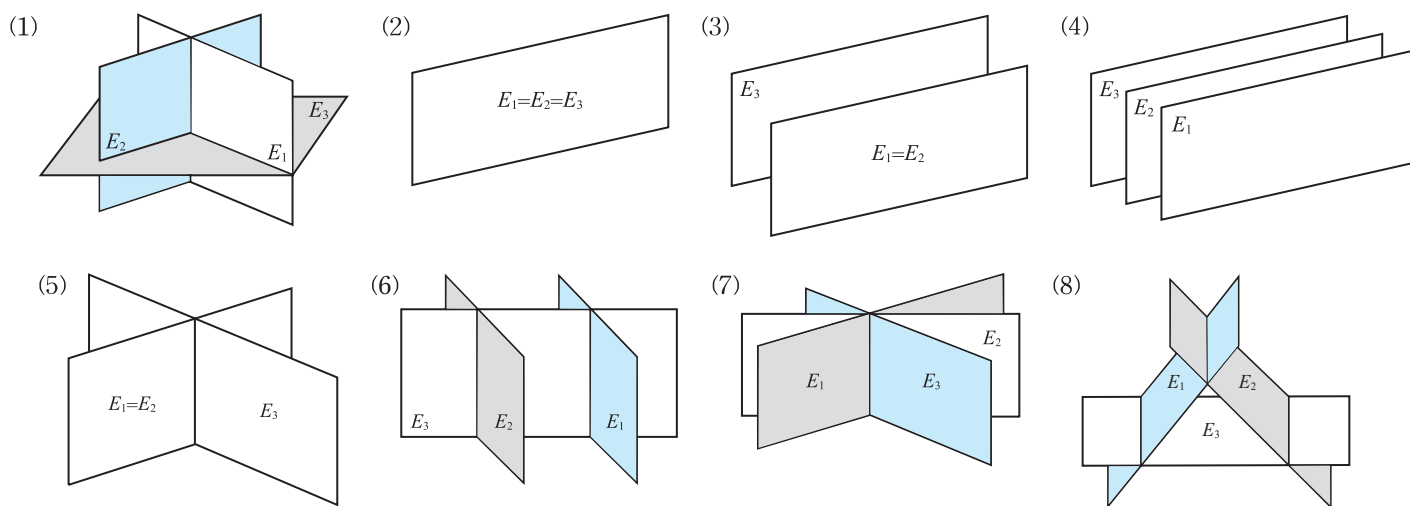 (1)
E₂
E₁
E₃
(2)
E₁=E₂=E₃
(3)
E₃
E₁=E₂
(4)
E₃
E₂
E₁
(5)
E₁=E₂
E₃
(6)
E₃
E₂
E₁
(7)
E₁
E₃
E₂
(8)
E₁
E₂
E₃